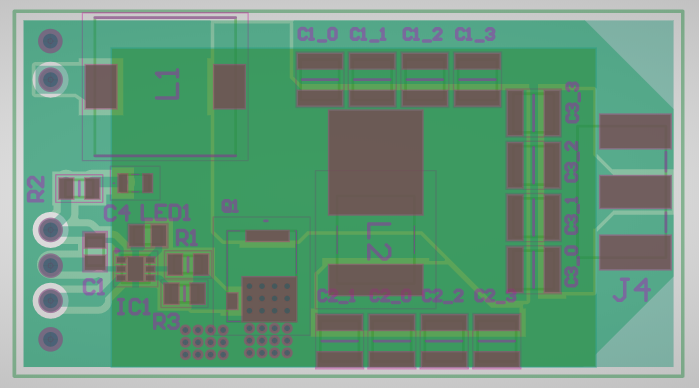 C1_0 C1_1 C1_2 C1_3
L1
C3_3
C3_2
R2
C4 LED1
Q1
C3_1
R1
L2
C3_0
C1
IC1
R3
C2_1 C2_0 C2_2 C2_3
J4